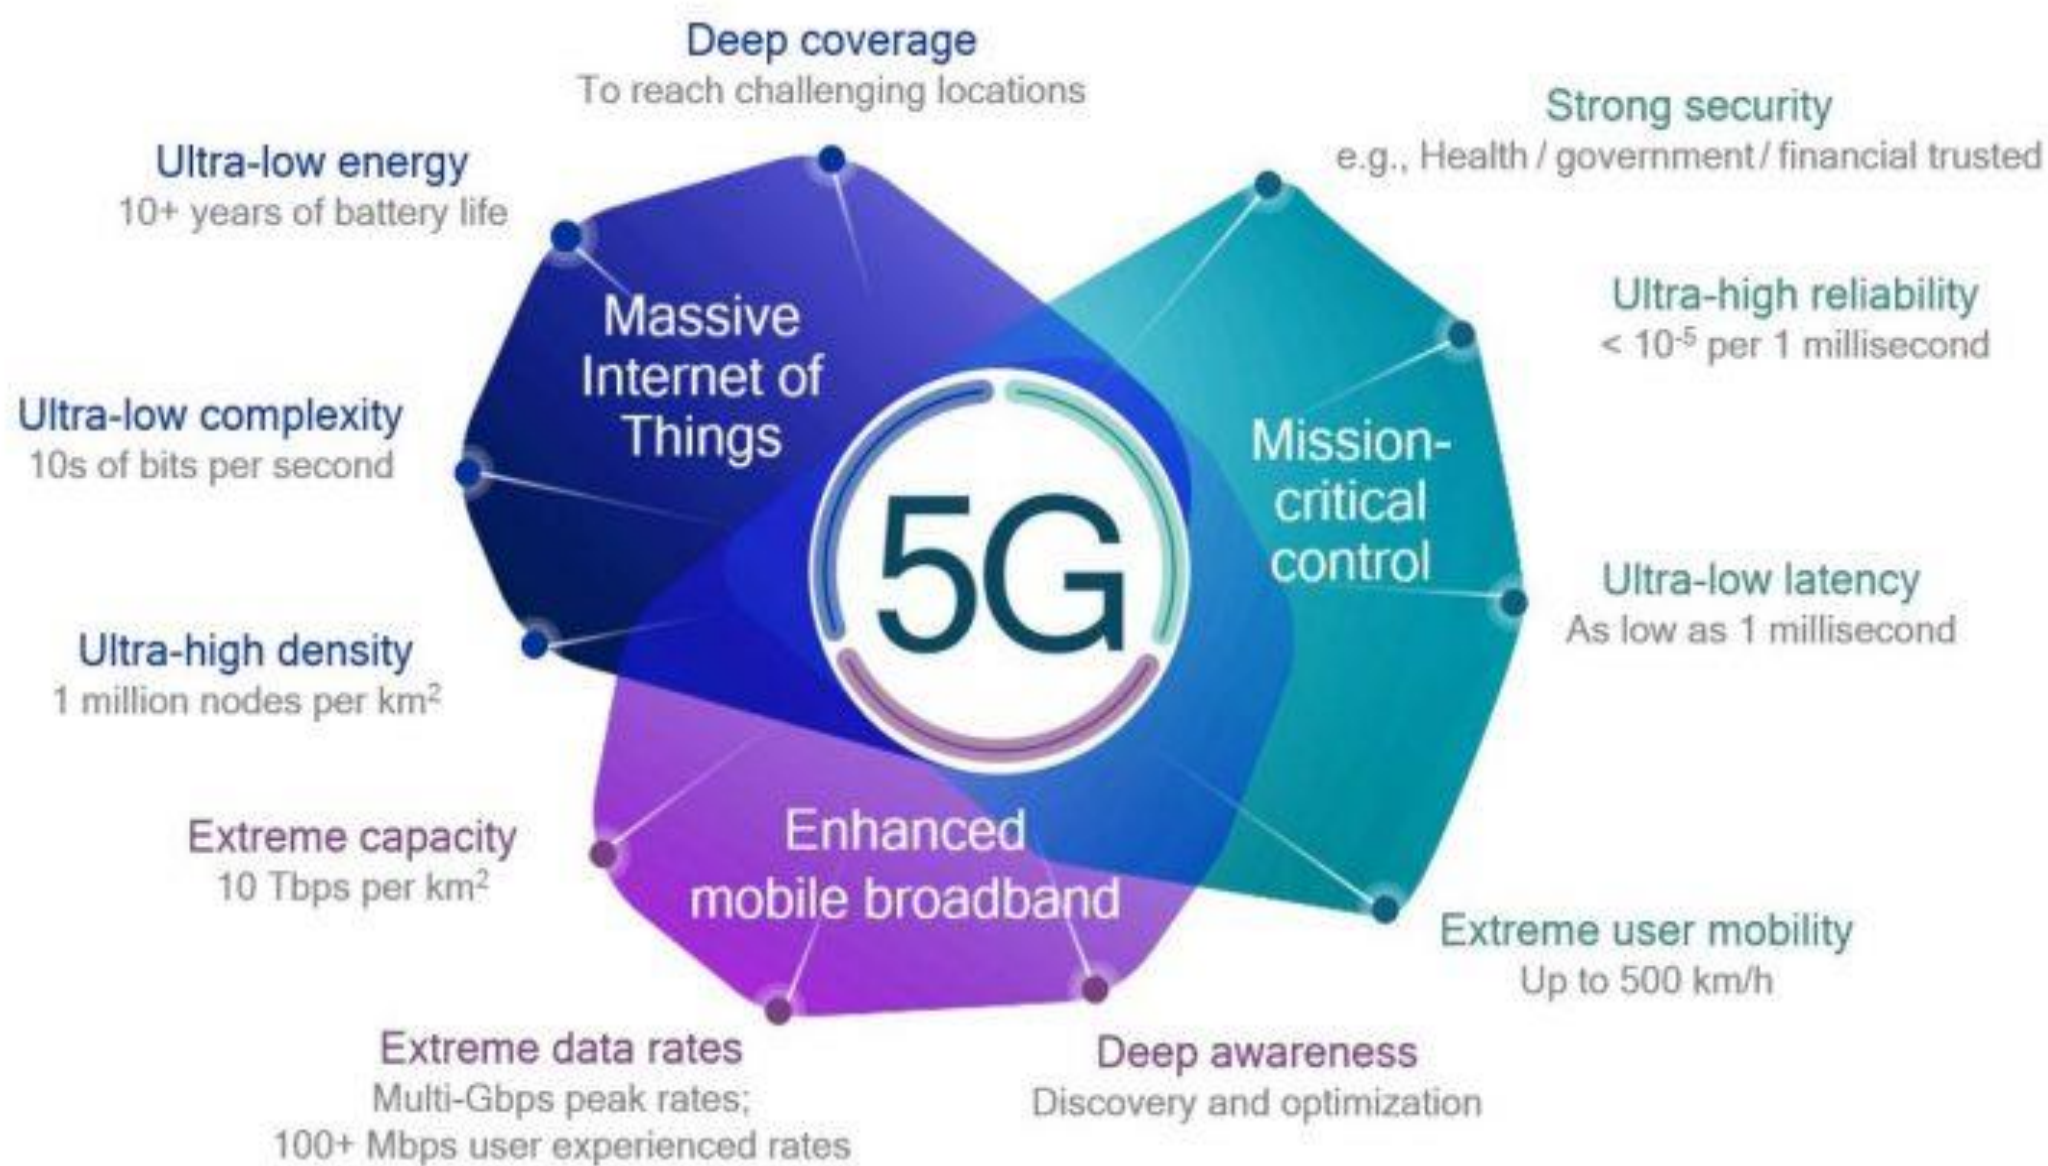 Deep coverage
To reach challenging locations
Strong security
e.g., Health / government / financial trusted
Ultra-low energy
10+ years of battery life
Ultra-high reliability
< 10⁻⁵ per 1 millisecond
Massive
Internet of
Things
Ultra-low complexity
10s of bits per second
Mission-
critical
control
5G
Ultra-low latency
As low as 1 millisecond
Ultra-high density
1 million nodes per km²
Extreme capacity
10 Tbps per km²
Enhanced
mobile broadband
Extreme user mobility
Up to 500 km/h
Extreme data rates
Multi-Gbps peak rates;
100+ Mbps user experienced rates
Deep awareness
Discovery and optimization